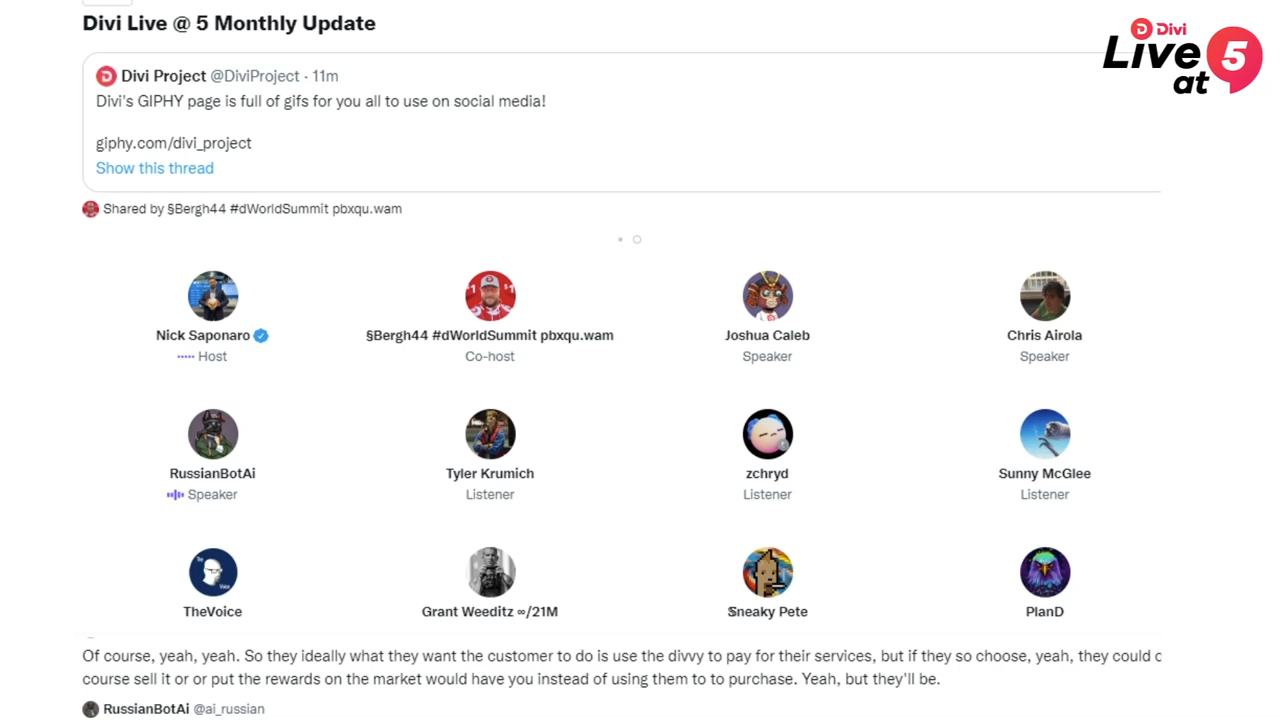 Divi Live @ 5 Monthly Update
Divi
Live
at
5
Divi Project @DiviProject · 11m
Divi's GIPHY page is full of gifs for you all to use on social media!
giphy.com/divi_project
Show this thread
Shared by §Bergh44 #dWorldSummit pbxqu.wam
Nick Saponaro
Host
§Bergh44 #dWorldSummit pbxqu.wam
Co-host
Joshua Caleb
Speaker
Chris Airola
Speaker
RussianBotAi
Speaker
Tyler Krumich
Listener
zchryd
Listener
Sunny McGlee
Listener
TheVoice
Grant Weeditz ∞/21M
Sneaky Pete
PlanD
Of course, yeah, yeah. So they ideally what they want the customer to do is use the divvy to pay for their services, but if they so choose, yeah, they could c
course sell it or or put the rewards on the market would have you instead of using them to to purchase. Yeah, but they'll be.
RussianBotAi @ai_russian